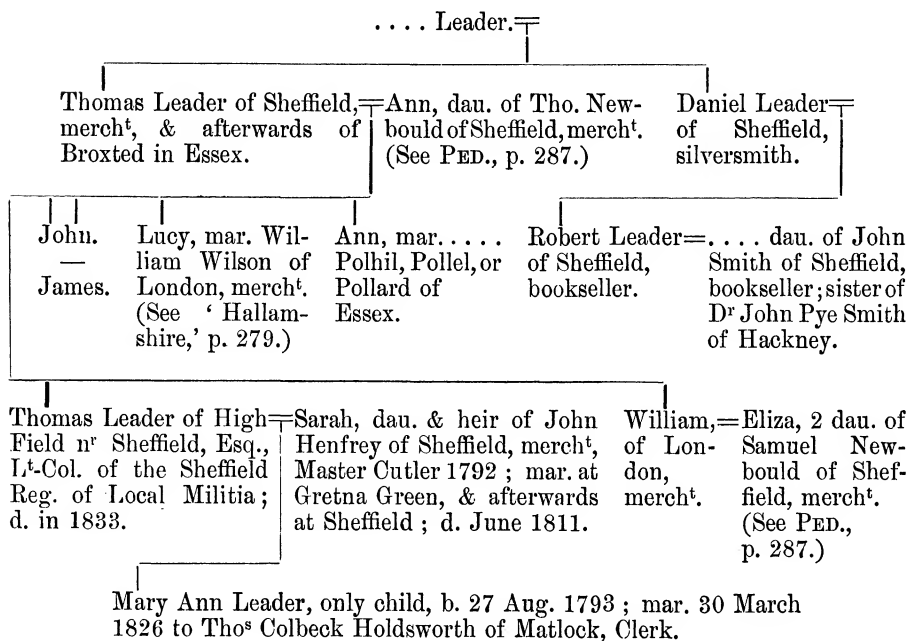 .... Leader.
Thomas Leader of Sheffield,
mercht, & afterwards of
Broxted in Essex.
Ann, dau. of Tho. New-
bould of Sheffield, mercht.
(See PED., p. 287.)
Daniel Leader
of Sheffield,
silversmith.
John.
—
James.
Lucy, mar. Wil-
liam Wilson of
London, mercht.
(See ‘ Hallam-
shire,’ p. 279.)
Ann, mar.....
Polhil, Pollel, or
Pollard of
Essex.
Robert Leader=
of Sheffield,
bookseller.
.... dau. of John
Smith of Sheffield,
bookseller; sister of
Dr John Pye Smith
of Hackney.
Thomas Leader of High
Field nr Sheffield, Esq.,
Lt-Col. of the Sheffield
Reg. of Local Militia;
d. in 1833.
Sarah, dau. & heir of John
Henfrey of Sheffield, mercht,
Master Cutler 1792 ; mar. at
Gretna Green, & afterwards
at Sheffield ; d. June 1811.
William,=
of Lon-
don,
mercht.
Eliza, 2 dau. of
Samuel New-
bould of Shef-
field, mercht.
(See PED.,
p. 287.)
Mary Ann Leader, only child, b. 27 Aug. 1793 ; mar. 30 March
1826 to Thos Colbeck Holdsworth of Matlock, Clerk.